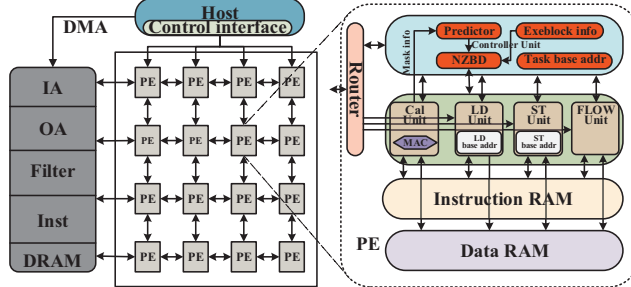 Host
Control interface
DMA
IA
OA
Filter
Inst
DRAM
PE PE PE PE
PE PE PE PE
PE PE PE PE
PE PE PE PE
Router
Mask info
Predictor
Exeblock info
Controller Unit
NZBD
Task base addr
Cal Unit
MAC
LD Unit
LD base addr
ST Unit
ST base addr
FLOW Unit
Instruction RAM
PE
Data RAM